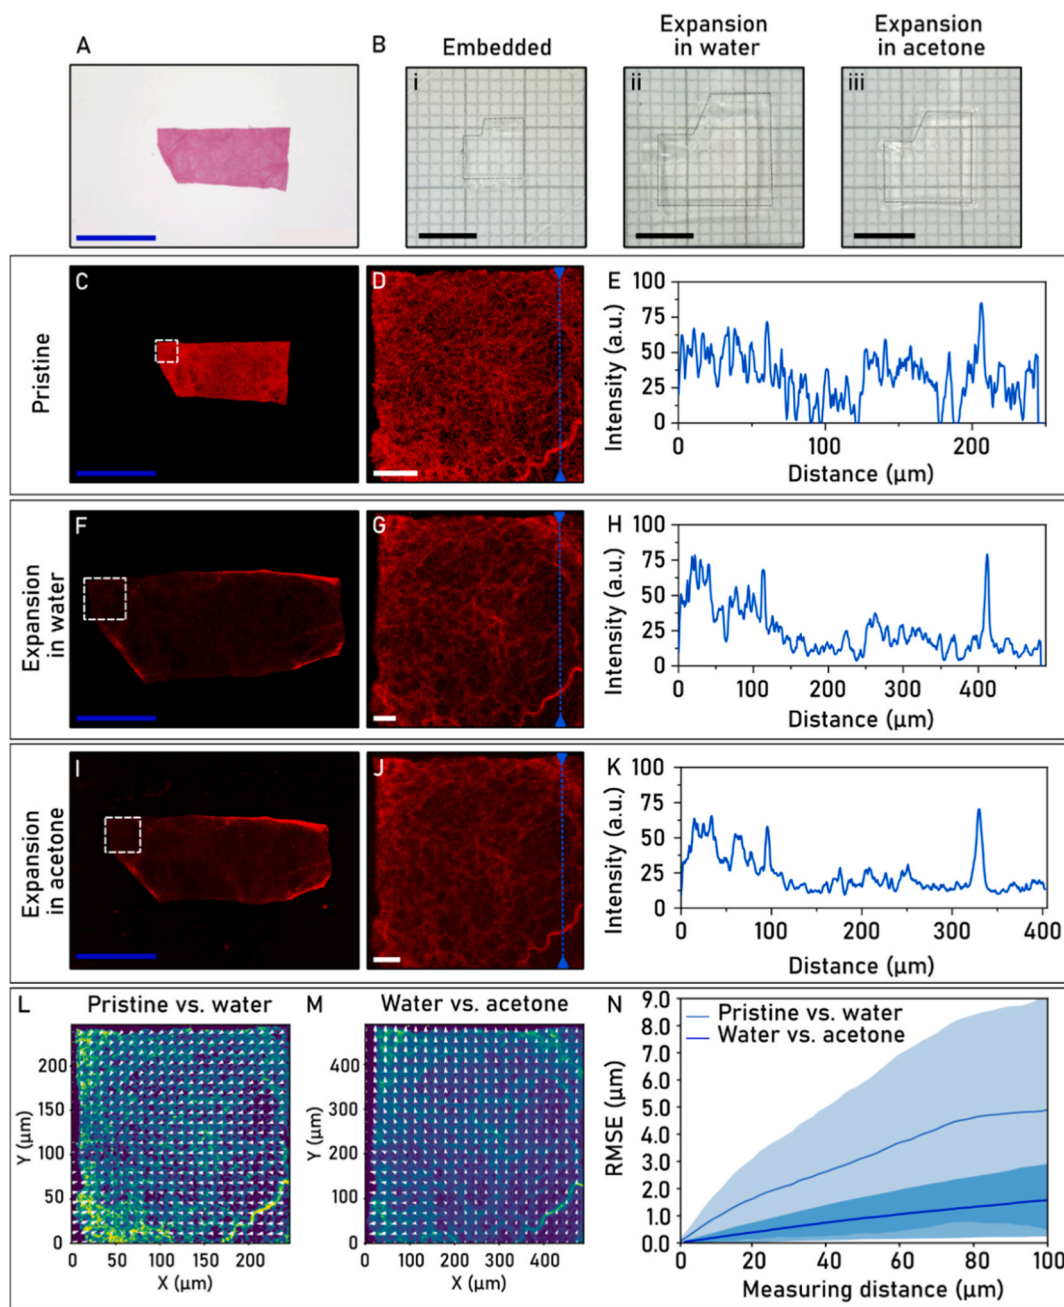 A
B
Embedded
Expansion
in water
Expansion
in acetone
i
ii
iii
Pristine
C
D
E
Intensity (a.u.)
100
75
50
25
0
0
100
200
Distance (µm)
Expansion
in water
F
G
H
Intensity (a.u.)
100
75
50
25
0
0
100
200
300
400
Distance (µm)
Expansion
in acetone
I
J
K
Intensity (a.u.)
100
75
50
25
0
0
100
200
300
400
Distance (µm)
L
Pristine vs. water
Y (µm)
200
150
100
50
0
0
50
100
150
200
X (µm)
M
Water vs. acetone
Y (µm)
400
300
200
100
0
0
100
200
300
400
X (µm)
N
RMSE (µm)
9.0
8.0
7.0
6.0
5.0
4.0
3.0
2.0
1.0
0.0
Pristine vs. water
Water vs. acetone
0
20
40
60
80
100
Measuring distance (µm)